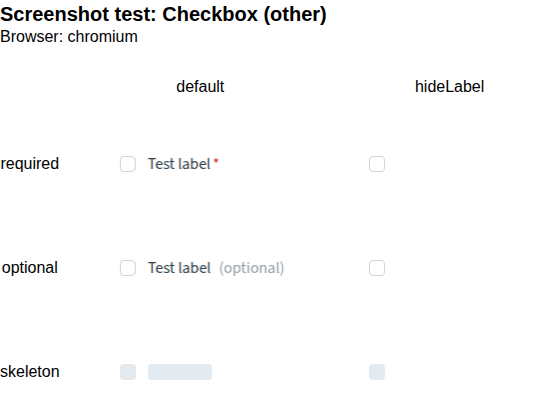 Screenshot test: Checkbox (other)
Browser: chromium
default hideLabel
required Test label*
optional Test label (optional)
skeleton